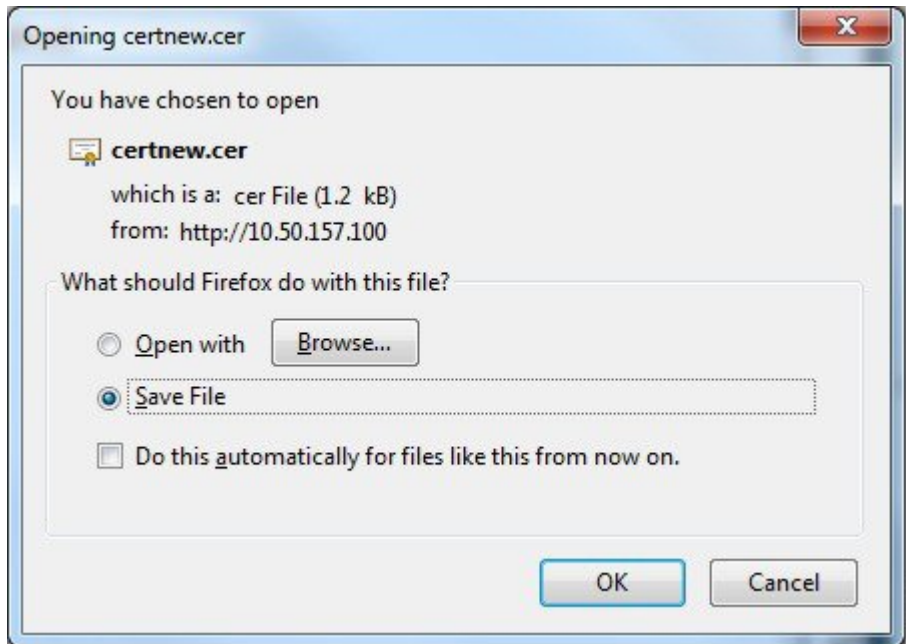 Opening certnew.cer
You have chosen to open
certnew.cer
which is a: cer File (1.2 kB)
from: http://10.50.157.100
What should Firefox do with this file?
Open with Browse...
Save File
Do this automatically for files like this from now on.
OK Cancel